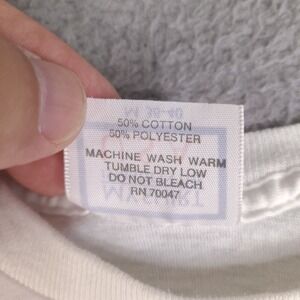 50% COTTON
50% POLYESTER
MACHINE WASH WARM
TUMBLE DRY LOW
DO NOT BLEACH
RN 70047